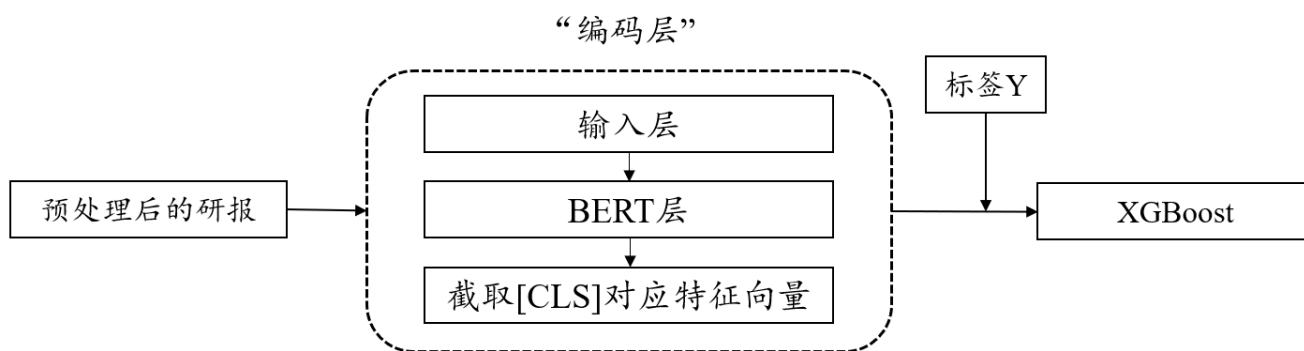 “编码层”
标签Y
输入层
预处理后的研报
BERT层
XGBoost
截取[CLS]对应特征向量